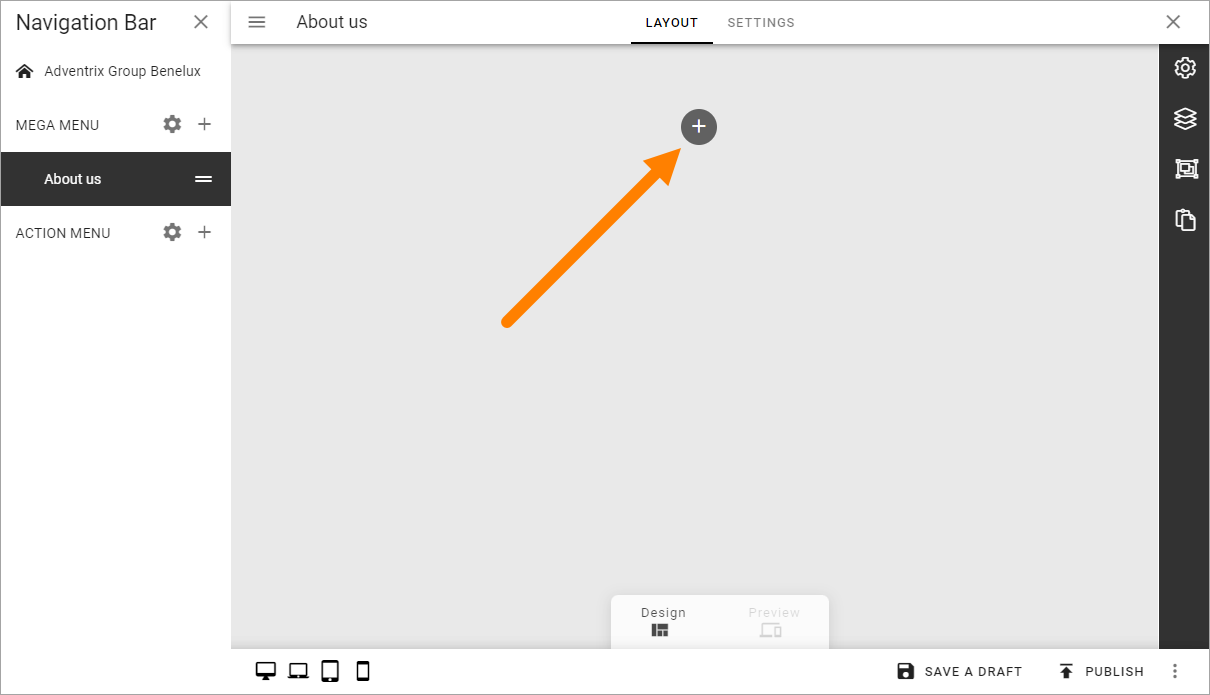 Navigation Bar
About us
LAYOUT
SETTINGS
Adventrix Group Benelux
MEGA MENU
About us
ACTION MENU
Design
Preview
SAVE A DRAFT
PUBLISH